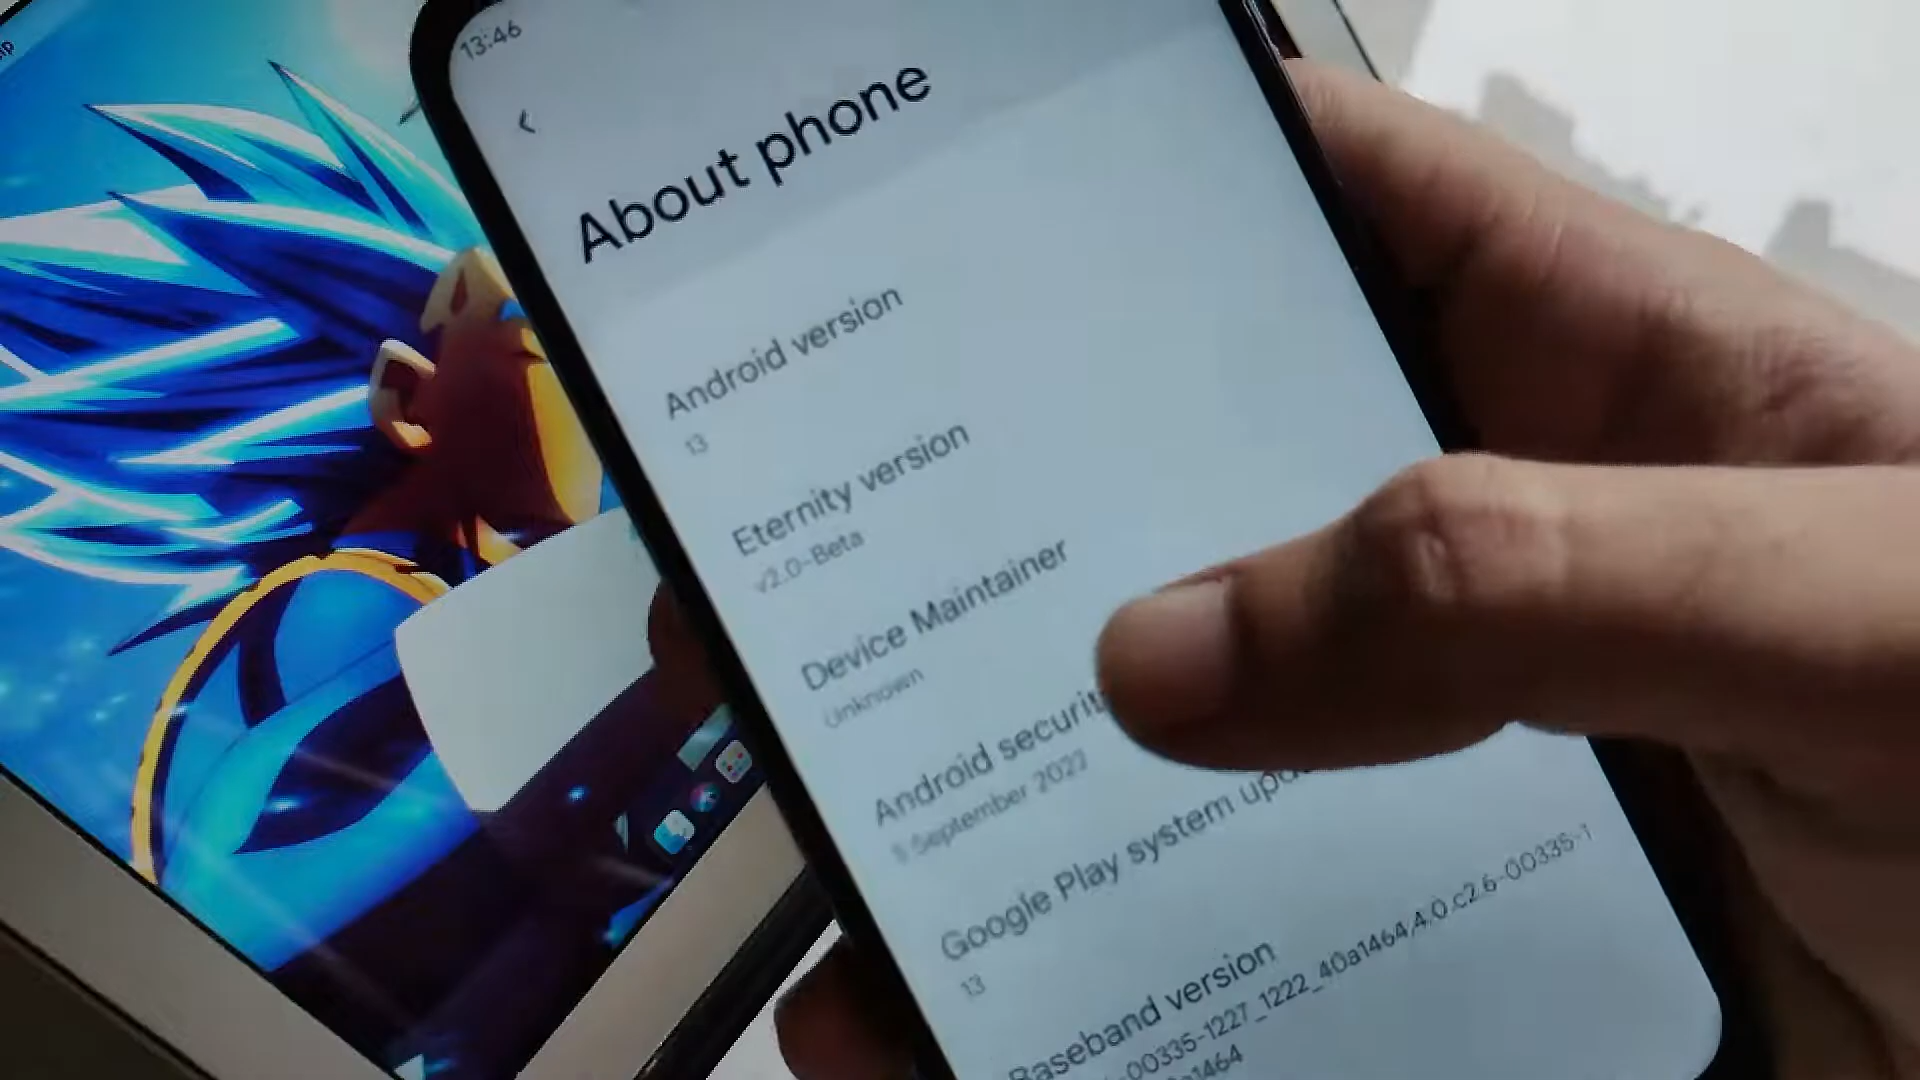 13:46
About phone
Android version
13
Eternity version
v2.0-Beta
Device Maintainer
Unknown
Android securit
5 September 2022
Google Play system upda
13
Baseband version
00335-1227_1222_40a1464,4.0.c2.6-00335-1
a1464